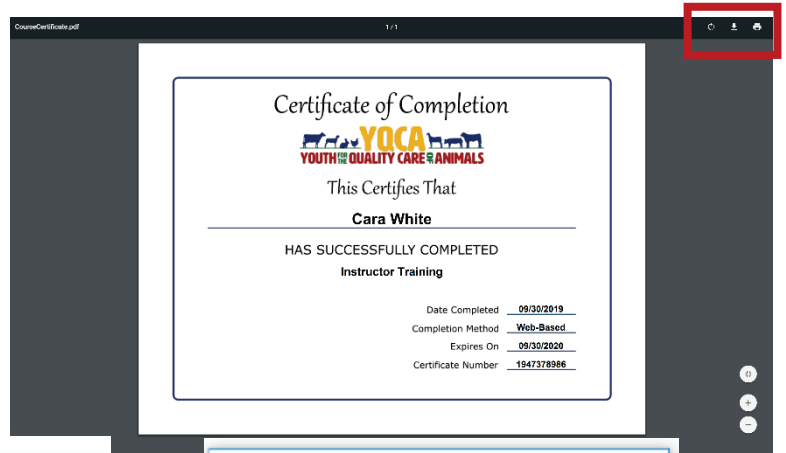 CourseCertificate.pdf
1 / 1
Certificate of Completion
YQCA
YOUTH FOR THE QUALITY CARE OF ANIMALS
This Certifies That
Cara White
HAS SUCCESSFULLY COMPLETED
Instructor Training
Date Completed 09/30/2019
Completion Method Web-Based
Expires On 09/30/2020
Certificate Number 1947378986